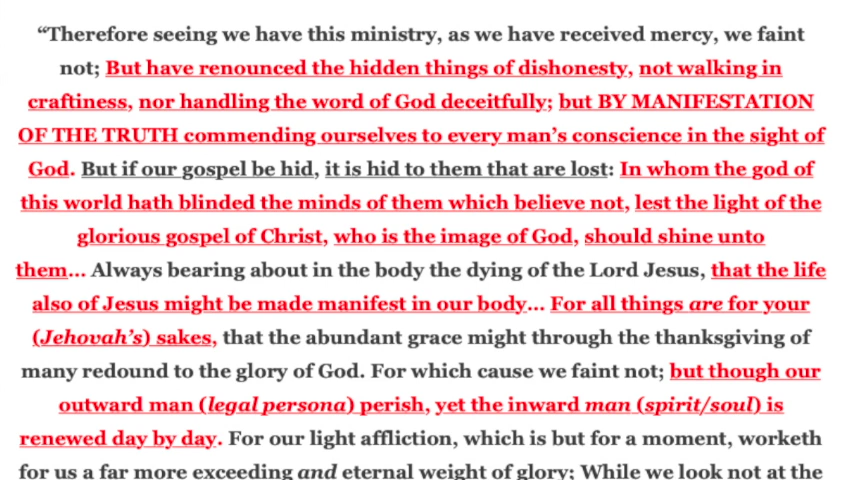 “Therefore seeing we have this ministry, as we have received mercy, we faint
not; But have renounced the hidden things of dishonesty, not walking in
craftiness, nor handling the word of God deceitfully; but BY MANIFESTATION
OF THE TRUTH commending ourselves to every man’s conscience in the sight of
God. But if our gospel be hid, it is hid to them that are lost: In whom the god of
this world hath blinded the minds of them which believe not, lest the light of the
glorious gospel of Christ, who is the image of God, should shine unto
them… Always bearing about in the body the dying of the Lord Jesus, that the life
also of Jesus might be made manifest in our body… For all things are for your
(Jehovah’s) sakes, that the abundant grace might through the thanksgiving of
many redound to the glory of God. For which cause we faint not; but though our
outward man (legal persona) perish, yet the inward man (spirit/soul) is
renewed day by day. For our light affliction, which is but for a moment, worketh
for us a far more exceeding and eternal weight of glory; While we look not at the